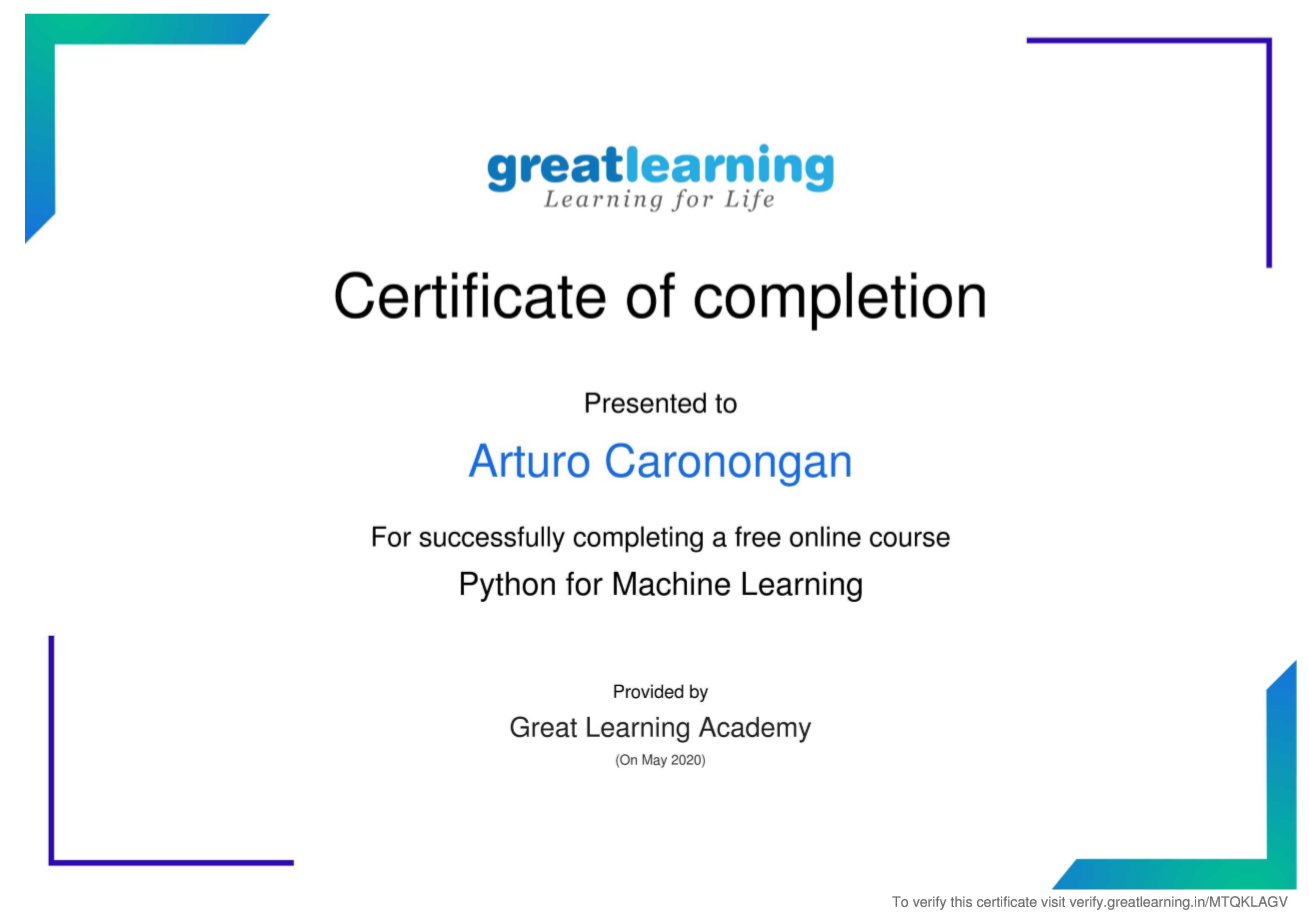 greatlearning
Learning for Life
Certificate of completion
Presented to
Arturo Caronongan
For successfully completing a free online course
Python for Machine Learning
Provided by
Great Learning Academy
(On May 2020)
To verify this certificate visit verify.greatlearning.in/MTQKLAGV